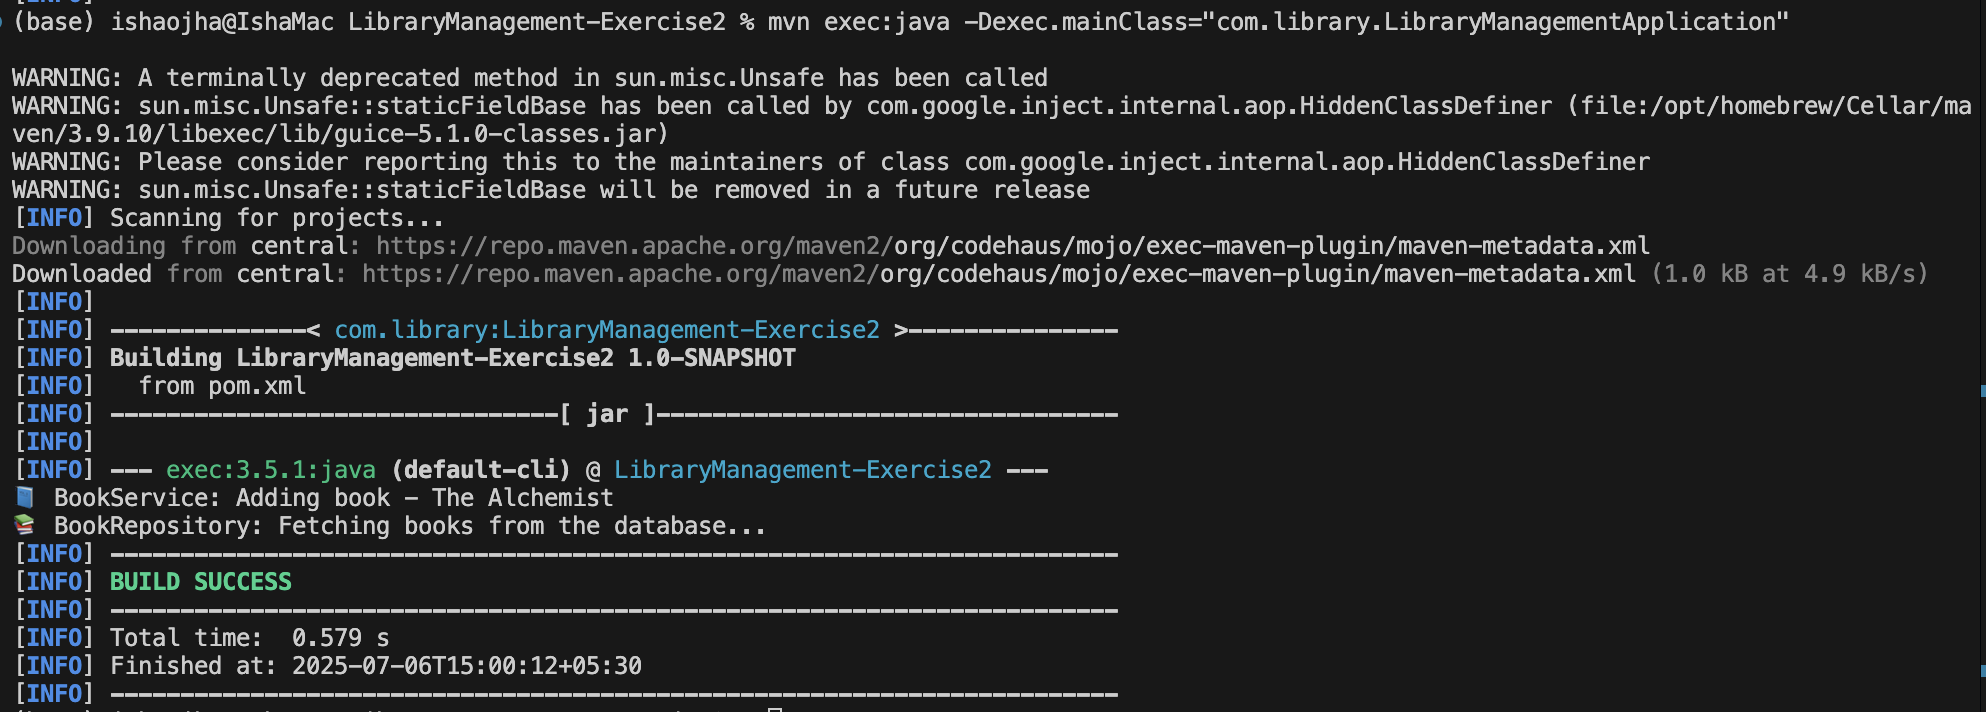 (base) ishaojha@IshaMac LibraryManagement-Exercise2 % mvn exec:java -Dexec.mainClass="com.library.LibraryManagementApplication"
WARNING: A terminally deprecated method in sun.misc.Unsafe has been called
WARNING: sun.misc.Unsafe::staticFieldBase has been called by com.google.inject.internal.aop.HiddenClassDefiner (file:/opt/homebrew/Cellar/ma
ven/3.9.10/libexec/lib/guice-5.1.0-classes.jar)
WARNING: Please consider reporting this to the maintainers of class com.google.inject.internal.aop.HiddenClassDefiner
WARNING: sun.misc.Unsafe::staticFieldBase will be removed in a future release
[INFO] Scanning for projects...
Downloading from central: https://repo.maven.apache.org/maven2/org/codehaus/mojo/exec-maven-plugin/maven-metadata.xml
Downloaded from central: https://repo.maven.apache.org/maven2/org/codehaus/mojo/exec-maven-plugin/maven-metadata.xml (1.0 kB at 4.9 kB/s)
[INFO]
[INFO] --------------< com.library:LibraryManagement-Exercise2 >---------------
[INFO] Building LibraryManagement-Exercise2 1.0-SNAPSHOT
[INFO]   from pom.xml
[INFO] --------------------------------[ jar ]---------------------------------
[INFO]
[INFO] --- exec:3.5.1:java (default-cli) @ LibraryManagement-Exercise2 ---
📘 BookService: Adding book - The Alchemist
📚 BookRepository: Fetching books from the database...
[INFO] ------------------------------------------------------------------------
[INFO] BUILD SUCCESS
[INFO] ------------------------------------------------------------------------
[INFO] Total time:  0.579 s
[INFO] Finished at: 2025-07-06T15:00:12+05:30
[INFO] ------------------------------------------------------------------------